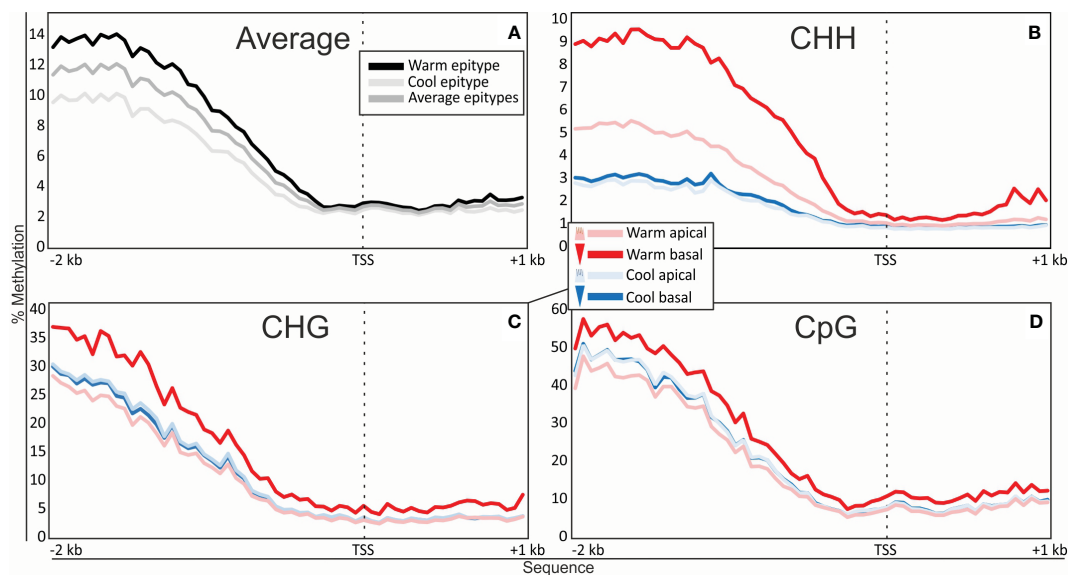 Average A
14
12
10
8
6
4
2
0
Warm epitype
Cool epitype
Average epitypes
-2 kb TSS +1 kb
CHH B
10
9
8
7
6
5
4
3
2
1
0
-2 kb TSS +1 kb
Warm apical
Warm basal
Cool apical
Cool basal
% Methylation
CHG C
40
35
30
25
20
15
10
5
0
-2 kb TSS +1 kb
CpG D
60
50
40
30
20
10
0
-2 kb TSS +1 kb
Sequence